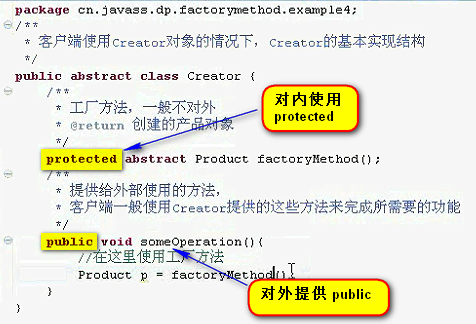 package cn.javass.dp.factorymethod.example4;
/**
 * 客户端使用Creator对象的情况下，Creator的基本实现结构
 */
public abstract class Creator {
/**
 * 工厂方法，一般不对外
 * @return 创建的产品对象
 */
protected abstract Product factoryMethod();
/**
 * 提供给外部使用的方法，
 * 客户端一般使用Creator提供的这些方法来完成所需要的功能
 */
public void someOperation(){
//在这里使用工厂方法
Product p = factoryMethod();
}
}
对内使用
protected
对外提供 public